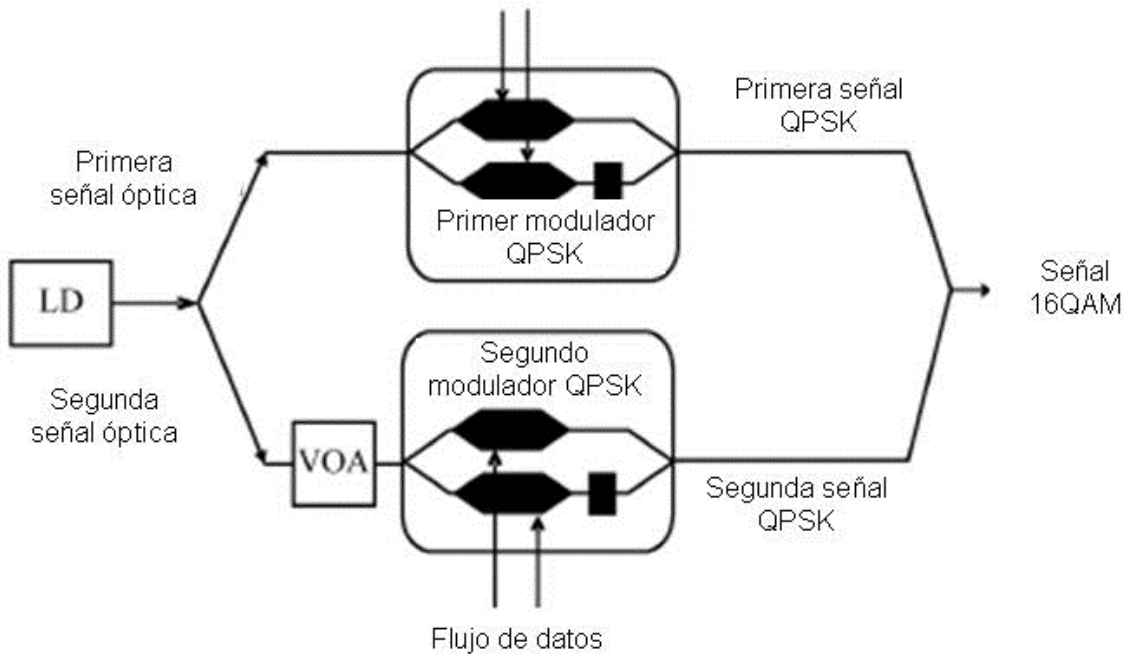 Primera señal
QPSK
Primera
señal óptica
Primer modulador
QPSK
LD
Señal
16QAM
Segundo
modulador QPSK
Segunda
señal óptica
VOA
Segunda señal
QPSK
Flujo de datos